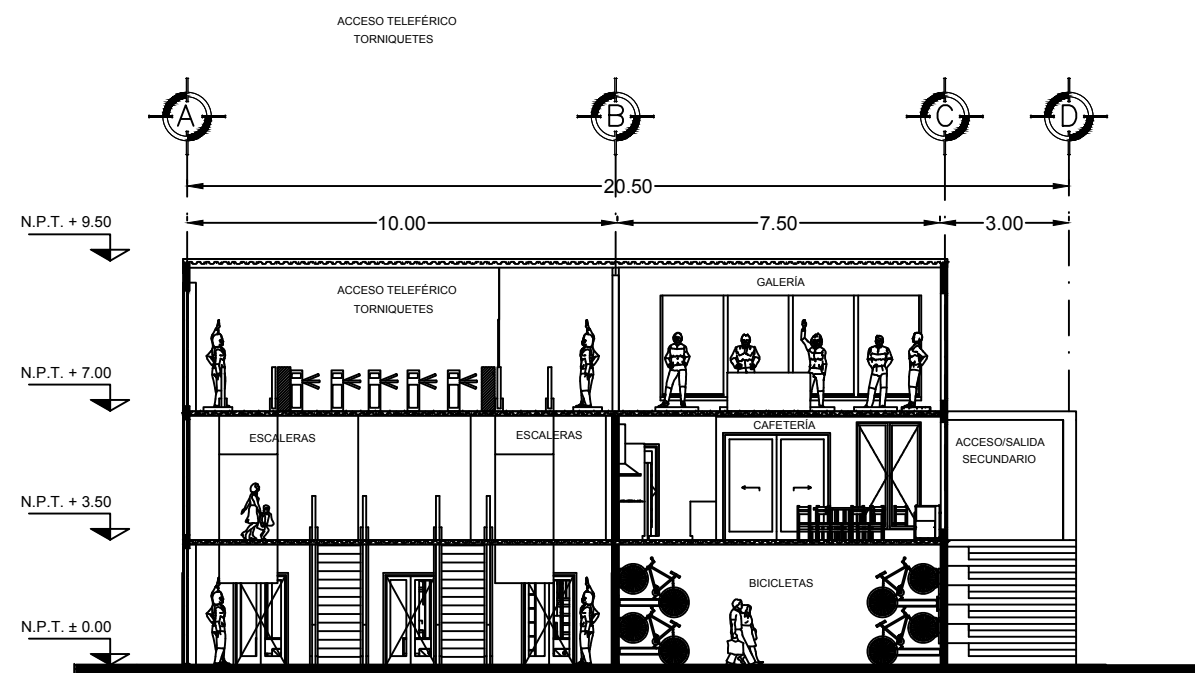 ACCESO TELEFÉRICO
TORNIQUETES
A
B
C
D
20.50
10.00
7.50
3.00
N.P.T. + 9.50
ACCESO TELEFÉRICO
TORNIQUETES
GALERÍA
N.P.T. + 7.00
ESCALERAS
ESCALERAS
CAFETERÍA
ACCESO/SALIDA
SECUNDARIO
N.P.T. + 3.50
BICICLETAS
N.P.T. ± 0.00